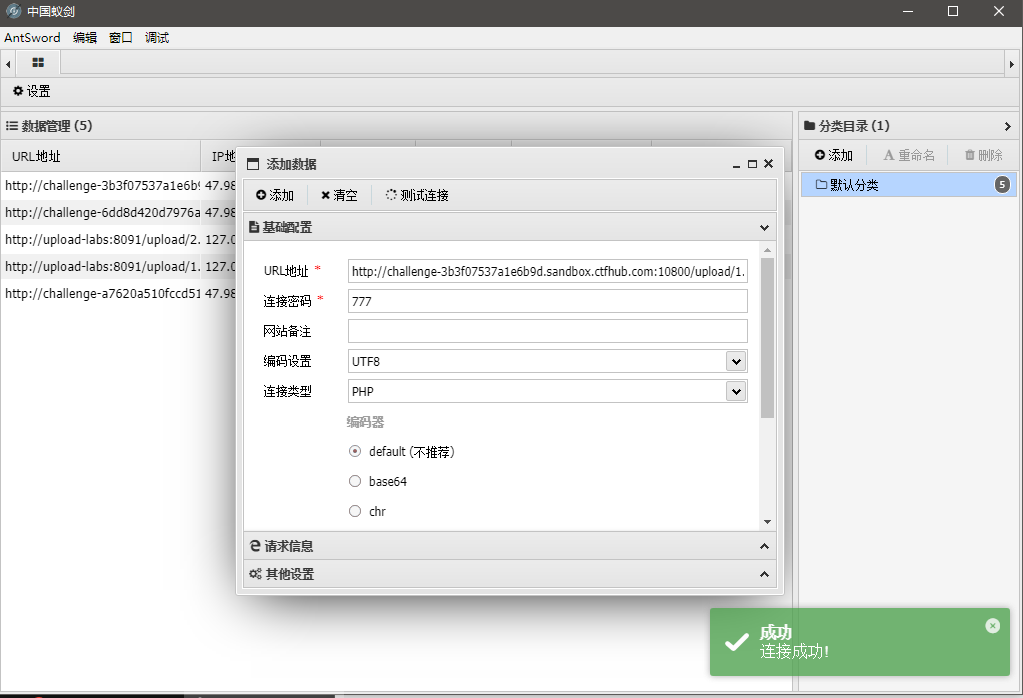 中国蚁剑
AntSword 编辑 窗口 调试
设置
数据管理 (5)
分类目录 (1)
URL地址 IP地
添加 重命名 删除
http://challenge-3b3f07537a1e6b9 47.98
默认分类 5
http://challenge-6dd8d420d7976a 47.98
http://upload-labs:8091/upload/2. 127.0
http://upload-labs:8091/upload/1. 127.0
http://challenge-a7620a510fccd51 47.98
添加数据
添加 清空 测试连接
基础配置
URL地址 * http://challenge-3b3f07537a1e6b9d.sandbox.ctfhub.com:10800/upload/1.
连接密码 * 777
网站备注
编码设置 UTF8
连接类型 PHP
编码器
default (不推荐)
base64
chr
请求信息
其他设置
成功
连接成功!